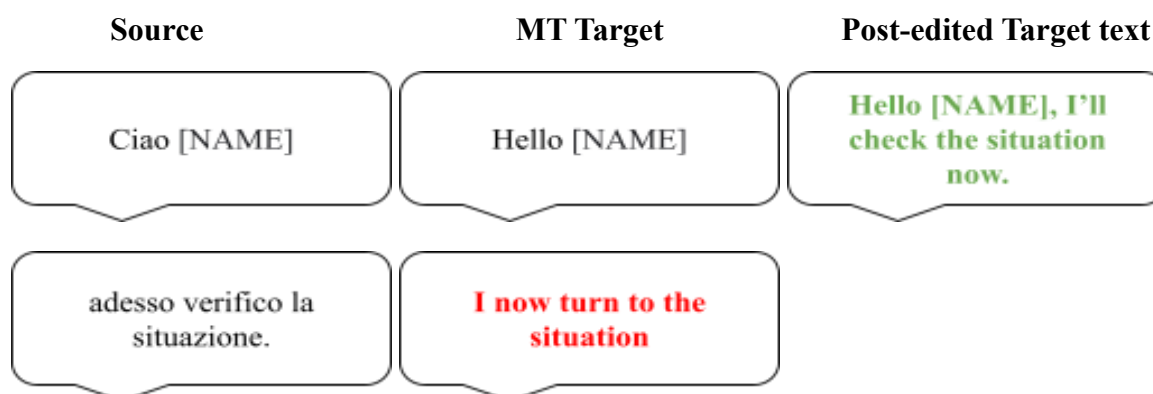 Source
MT Target
Post-edited Target text
Ciao [NAME]
Hello [NAME]
Hello [NAME], I’ll
check the situation
now.
adesso verifico la
situazione.
I now turn to the
situation